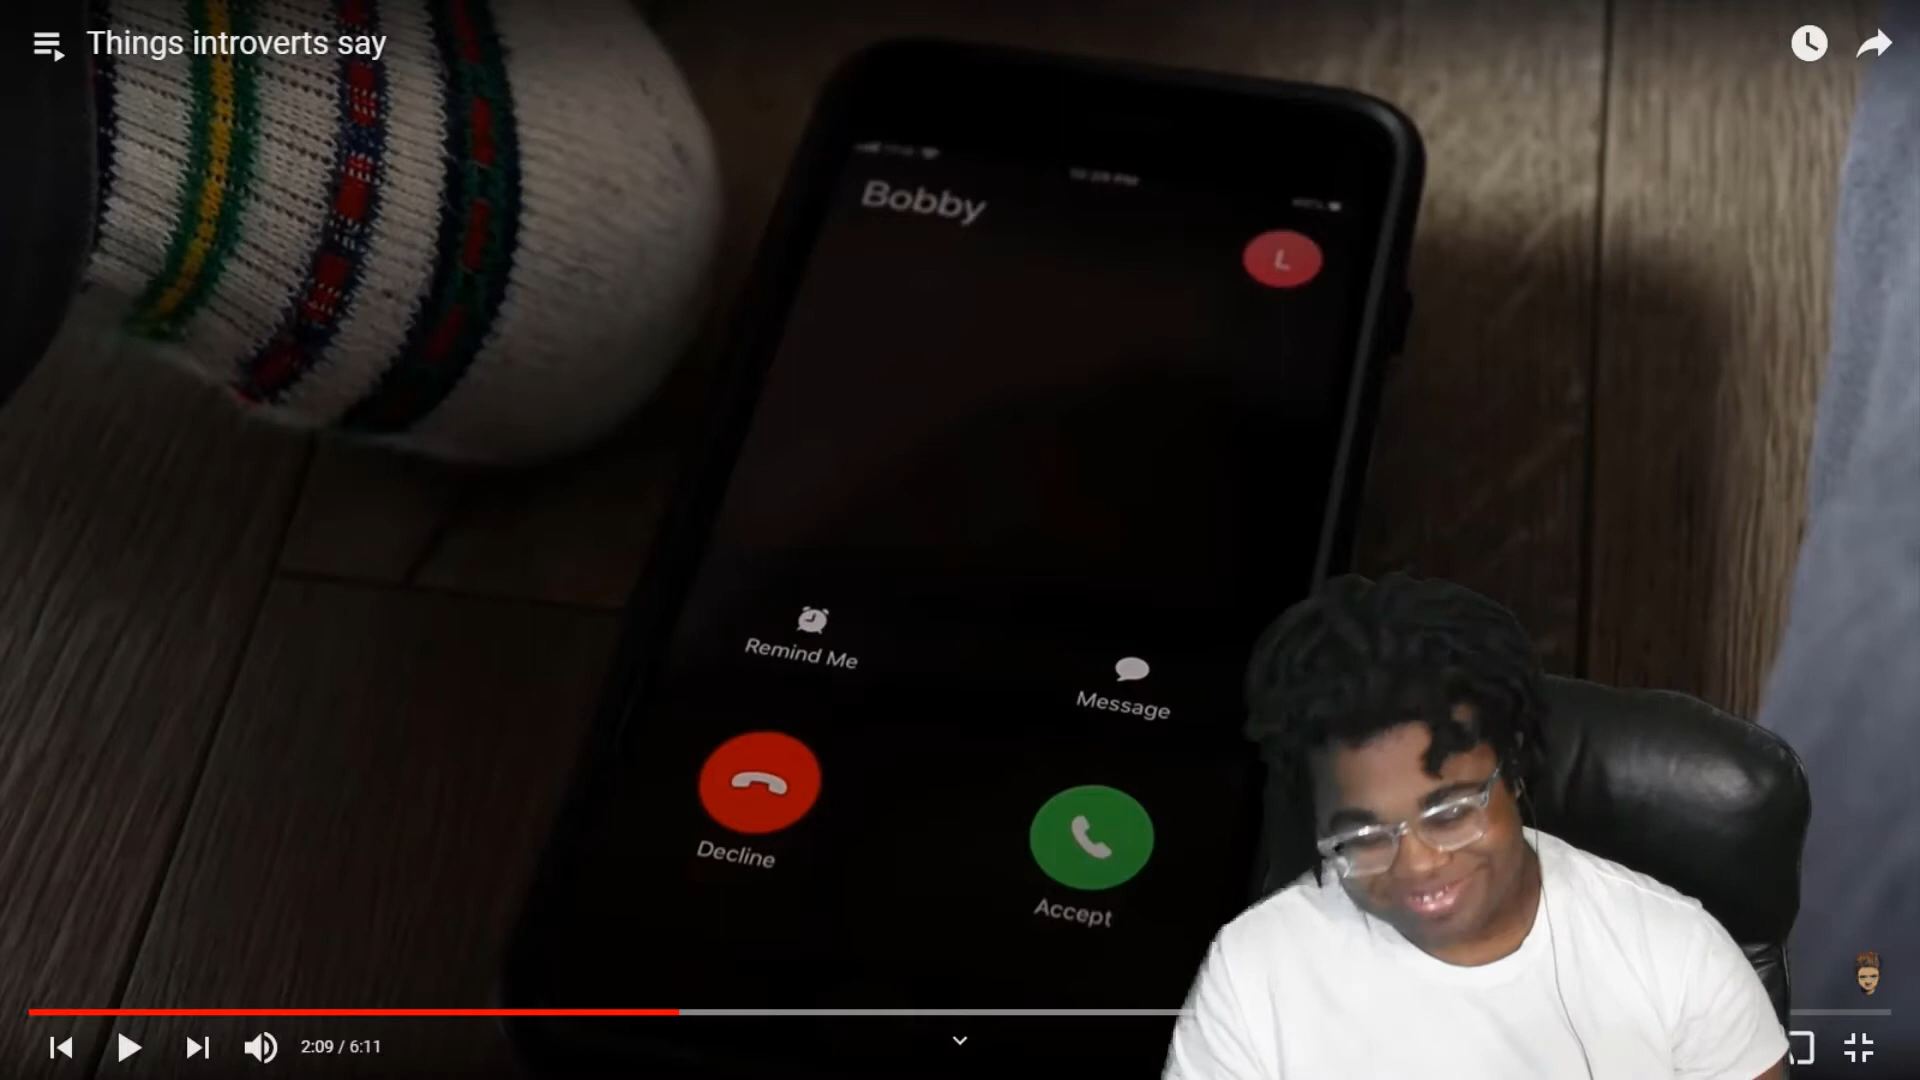 Things introverts say
Bobby
L
Remind Me
Message
Decline
Accept
2:09 / 6:11